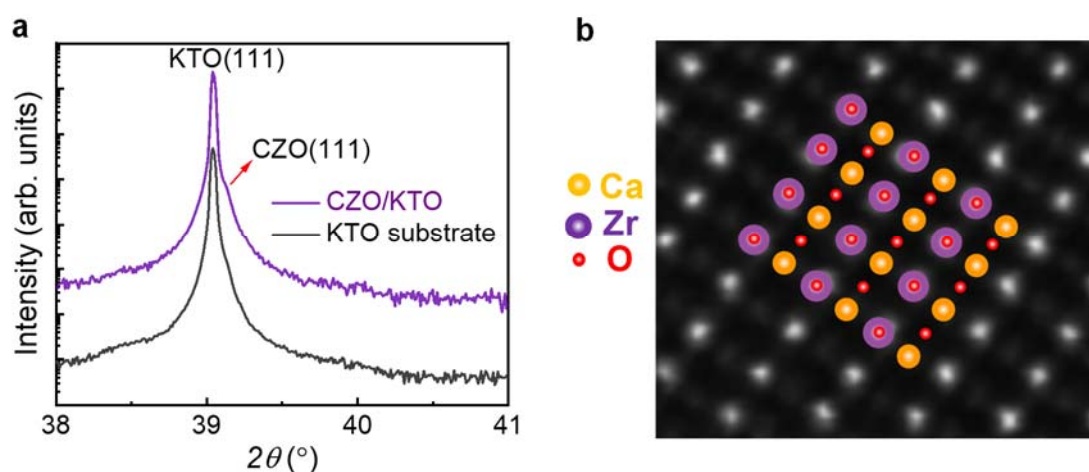 a
KTO(111)
CZO(111)
CZO/KTO
KTO substrate
Intensity (arb. units)
38 39 40 41
2θ (°)
b
Ca
Zr
O